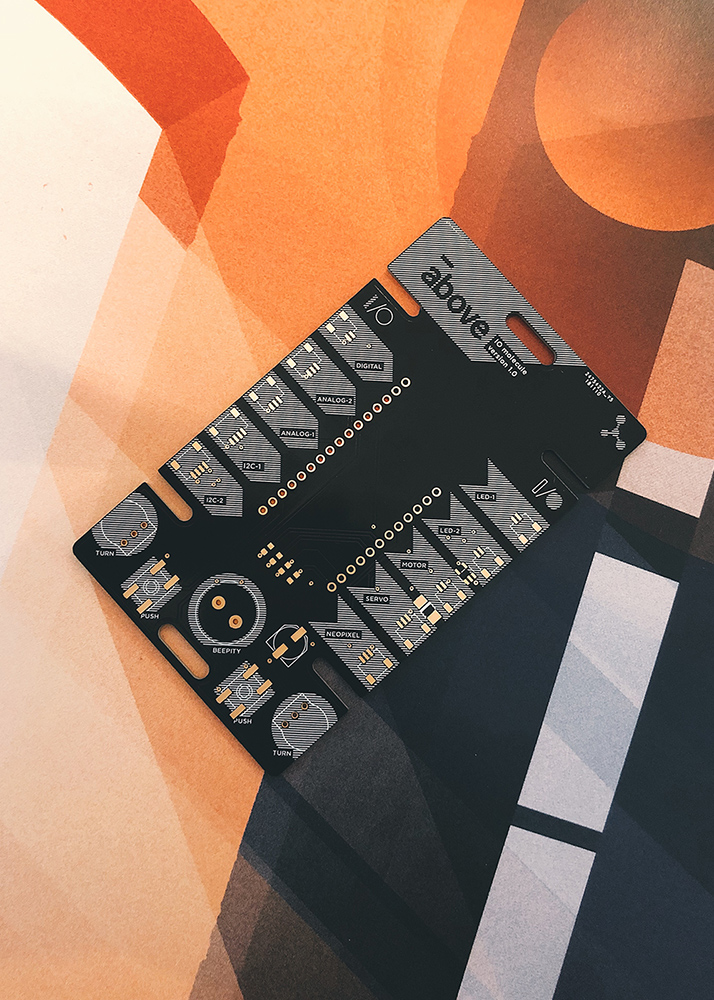 above
IO molecule
version 1.0
I/O
DIGITAL
ANALOG-2
ANALOG-1
I2C-1
I2C-2
I/O
LED-1
LED-2
MOTOR
SERVO
NEOPIXEL
TURN
PUSH
BEEPITY
PUSH
TURN